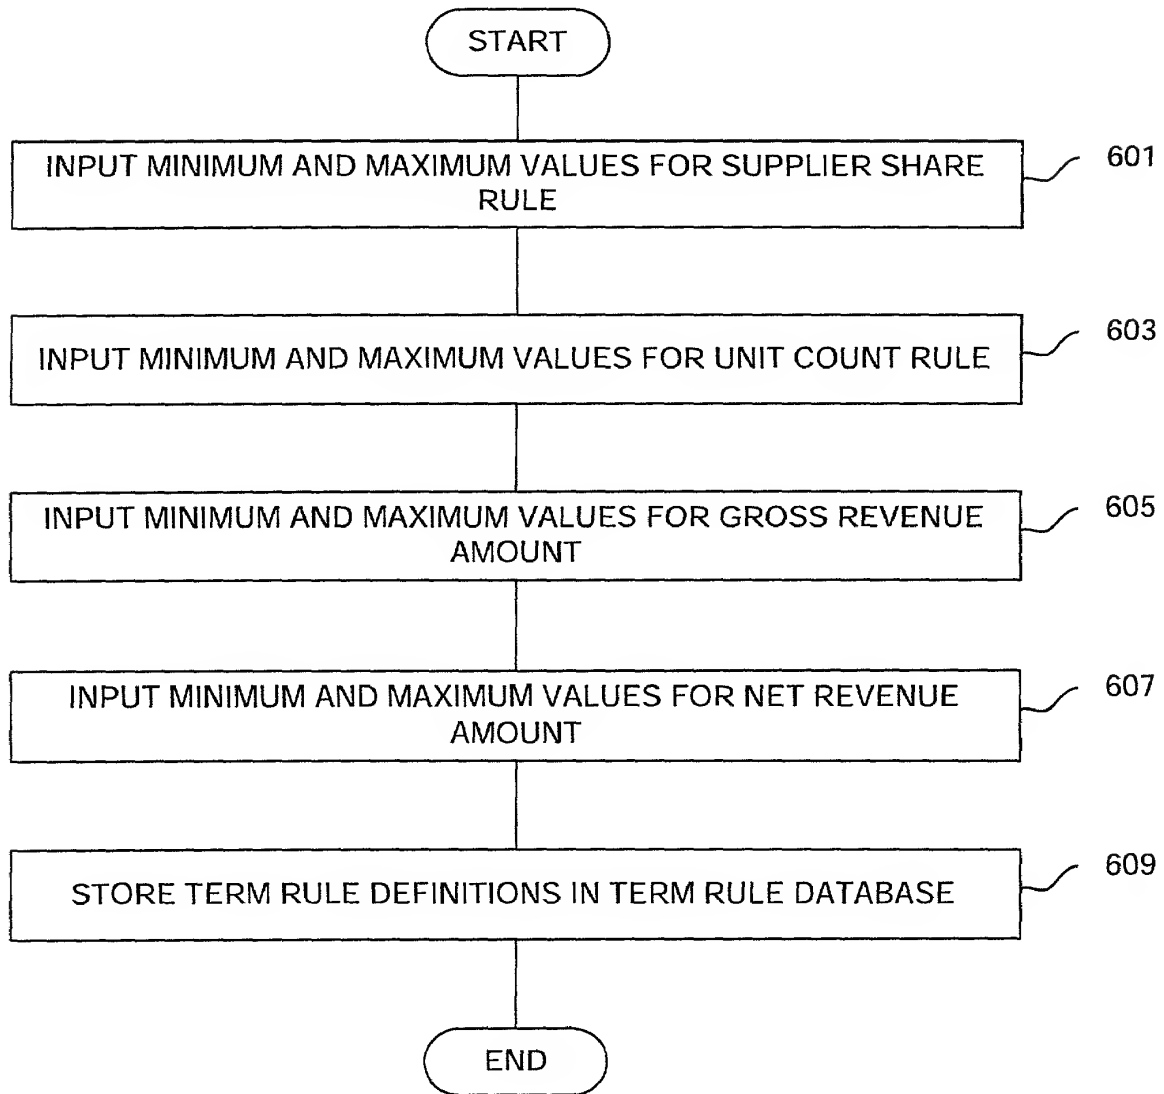 START
INPUT MINIMUM AND MAXIMUM VALUES FOR SUPPLIER SHARE
RULE
601
INPUT MINIMUM AND MAXIMUM VALUES FOR UNIT COUNT RULE
603
INPUT MINIMUM AND MAXIMUM VALUES FOR GROSS REVENUE
AMOUNT
605
INPUT MINIMUM AND MAXIMUM VALUES FOR NET REVENUE
AMOUNT
607
STORE TERM RULE DEFINITIONS IN TERM RULE DATABASE
609
END